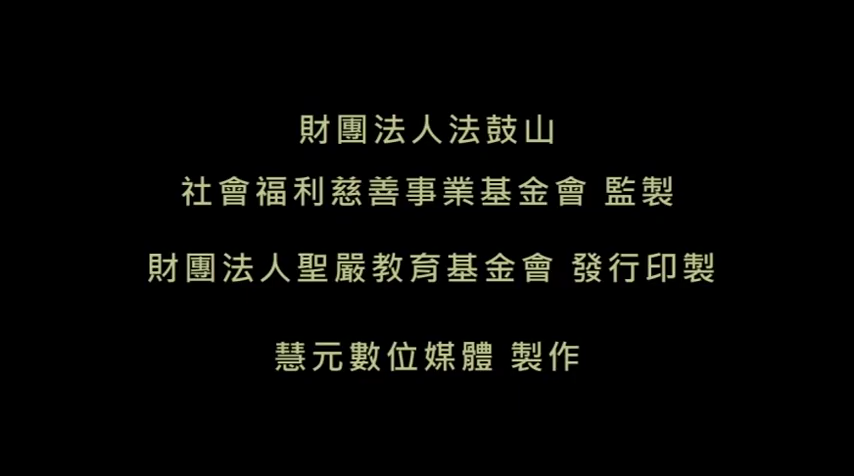 財團法人法鼓山
社會福利慈善事業基金會 監製
財團法人聖嚴教育基金會 發行印製
慧元數位媒體 製作